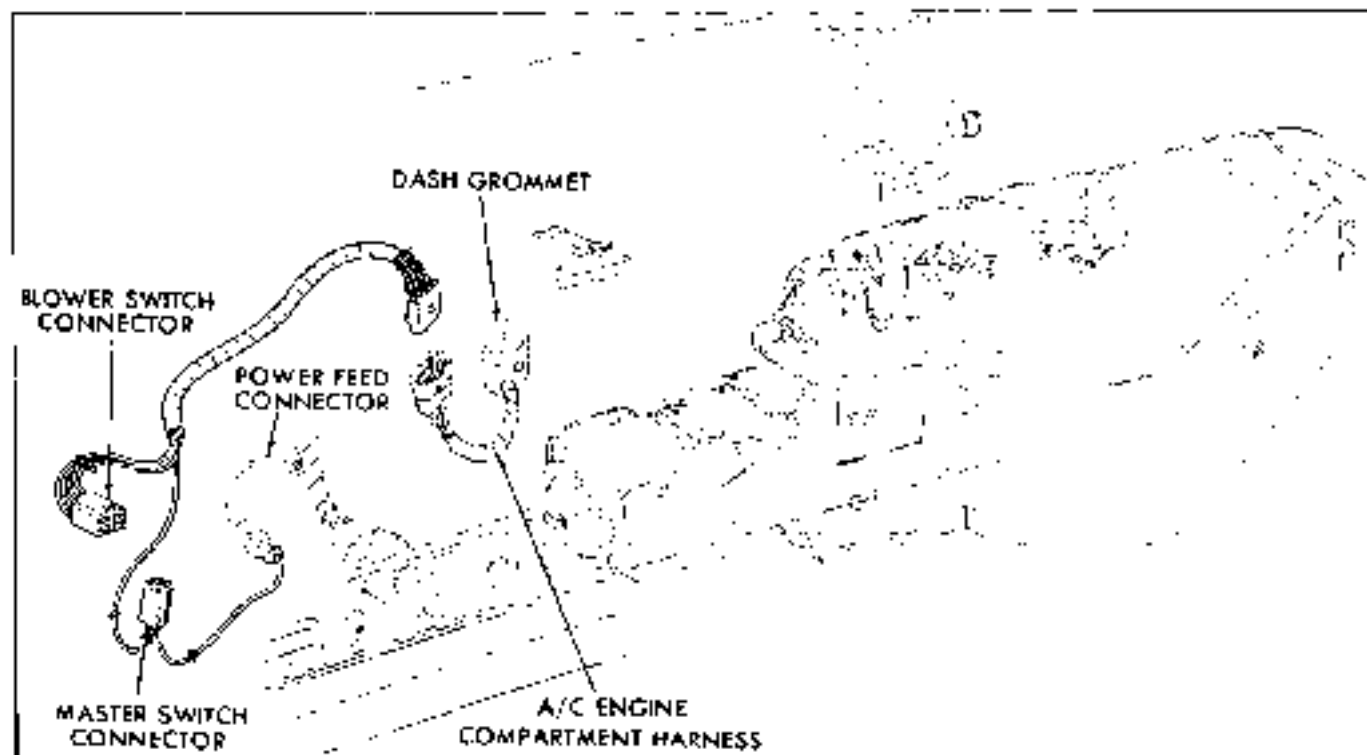 DASH GROMMET
BLOWER SWITCH
CONNECTOR
POWER FEED
CONNECTOR
MASTER SWITCH
CONNECTOR
A/C ENGINE
COMPARTMENT HARNESS